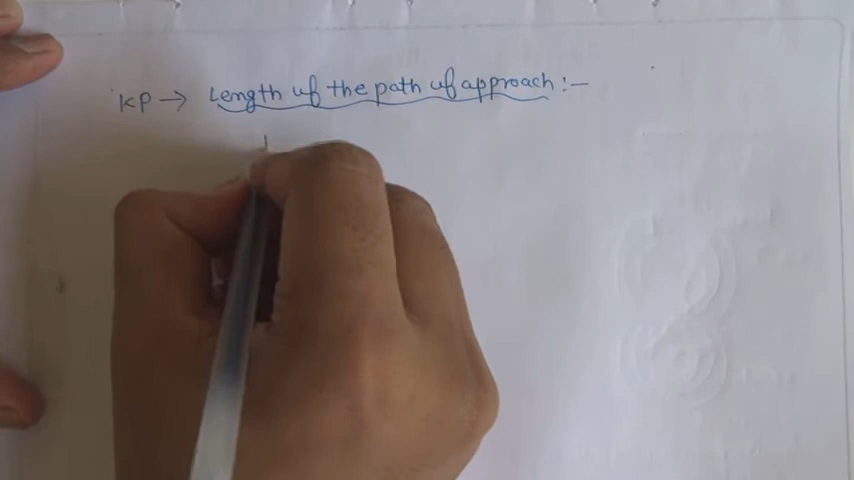 KP → Length of the path of approach :-